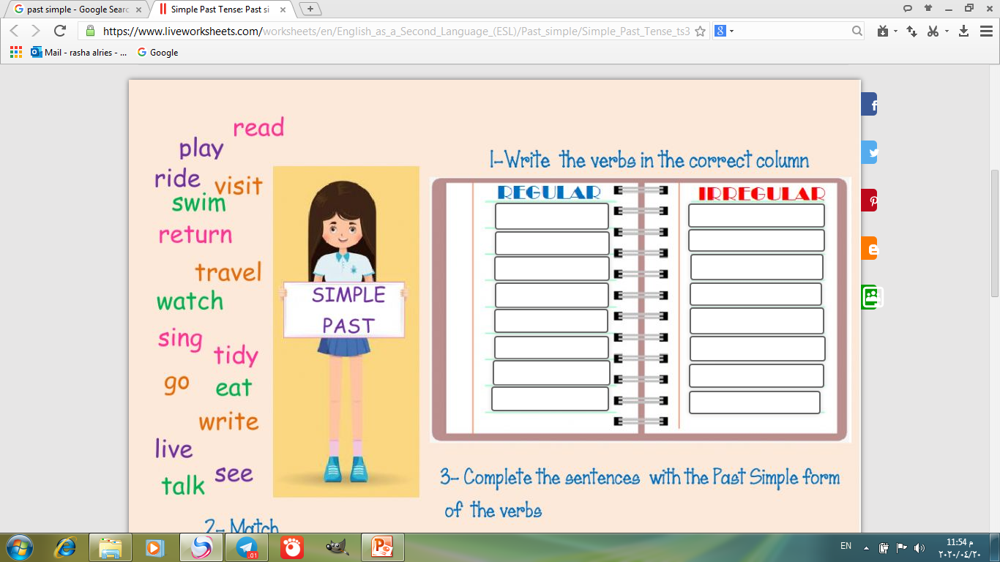 past simple - Google Searc
Simple Past Tense: Past si
https://www.liveworksheets.com/worksheets/en/English_as_a_Second_Language_(ESL)/Past_simple/Simple_Past_Tense_ts3
Mail - rasha alries - ...
Google
read
play
ride
visit
swim
return
travel
watch
sing
tidy
go
eat
write
live
see
talk
SIMPLE
PAST
1-Write the verbs in the correct column
REGULAR
IRREGULAR
3- Complete the sentences with the Past Simple form
of the verbs
2- Match
.01
EN
11:54 م
٢٠٢٠/٠٤/٢٠